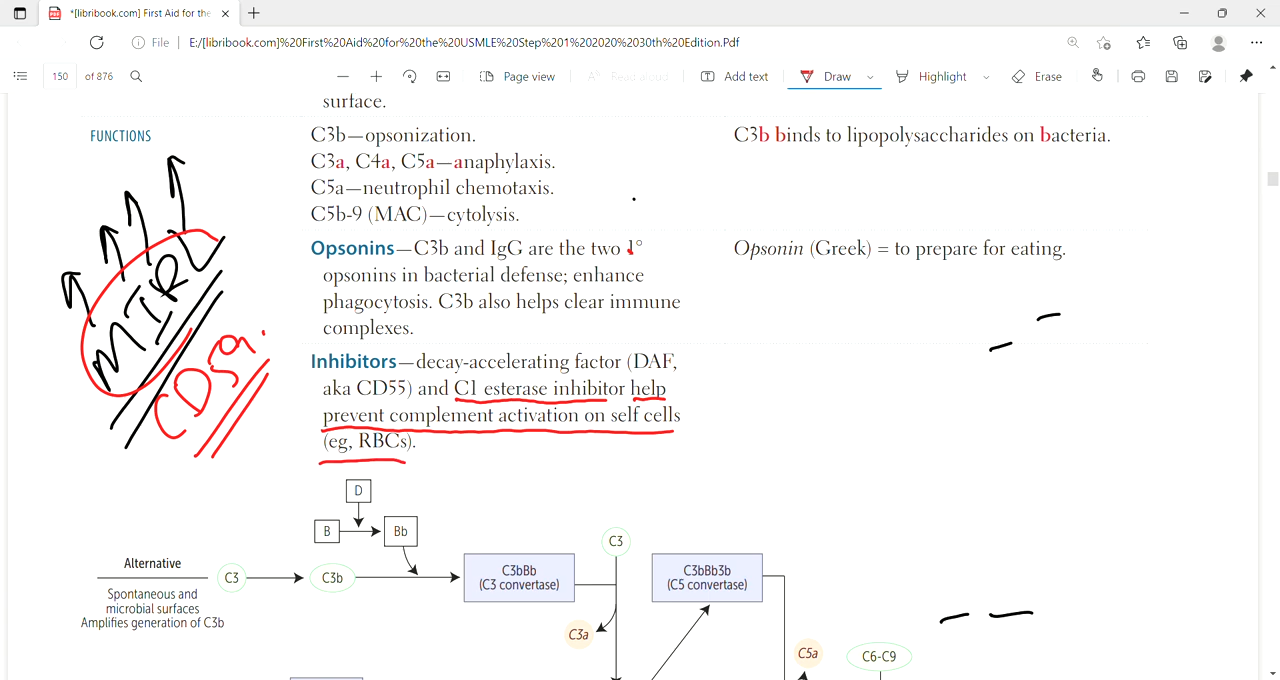 *[libribook.com] First Aid for the
File E:/[libribook.com]%20First%20Aid%20for%20the%20USMLE%20Step%201%202020%2030th%20Edition.Pdf
150 of 876 Page view Read aloud Add text Draw Highlight Erase
surface.
FUNCTIONS
C3b—opsonization.
C3a, C4a, C5a—anaphylaxis.
C5a—neutrophil chemotaxis.
C5b-9 (MAC)—cytolysis.
C3b binds to lipopolysaccharides on bacteria.
Opsonins—C3b and IgG are the two 1°
opsonins in bacterial defense; enhance
phagocytosis. C3b also helps clear immune
complexes.
Opsonin (Greek) = to prepare for eating.
Inhibitors—decay-accelerating factor (DAF,
aka CD55) and C1 esterase inhibitor help
prevent complement activation on self cells
(eg, RBCs).
MIRL
CD59.
D
B
Bb
Alternative
Spontaneous and
microbial surfaces
Amplifies generation of C3b
C3
C3b
C3bBb
(C3 convertase)
C3
C3a
C3bBb3b
(C5 convertase)
C5a
C6-C9